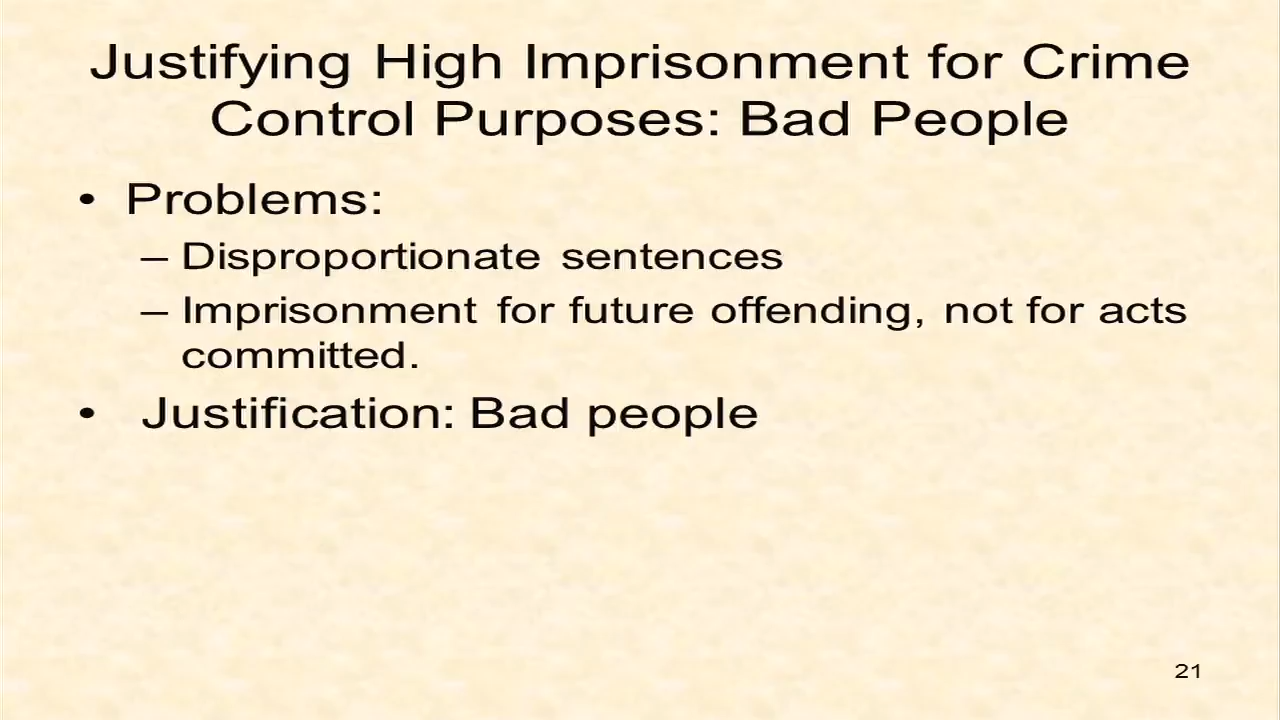 Justifying High Imprisonment for Crime
Control Purposes: Bad People
• Problems:
– Disproportionate sentences
– Imprisonment for future offending, not for acts
committed.
• Justification: Bad people
21